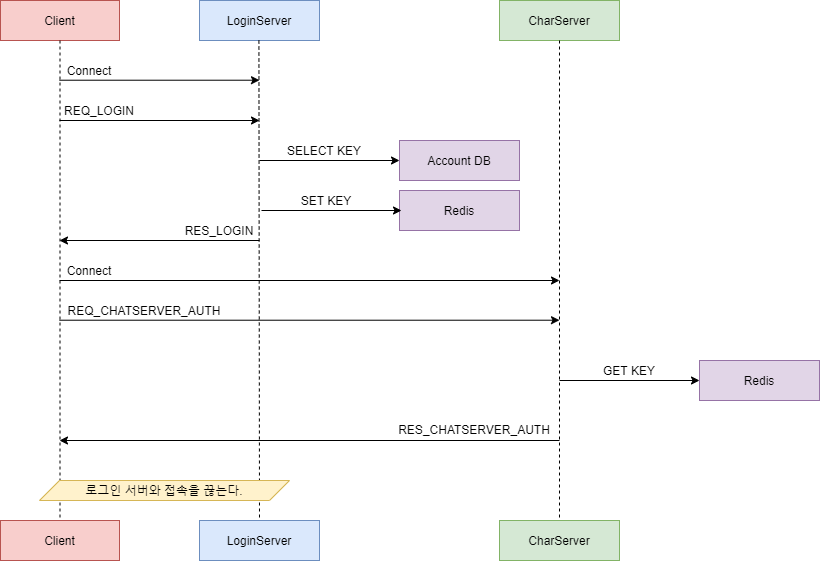 Client
LoginServer
CharServer
Connect
REQ_LOGIN
SELECT KEY
Account DB
SET KEY
Redis
RES_LOGIN
Connect
REQ_CHATSERVER_AUTH
GET KEY
Redis
RES_CHATSERVER_AUTH
로그인 서버와 접속을 끊는다.
Client
LoginServer
CharServer